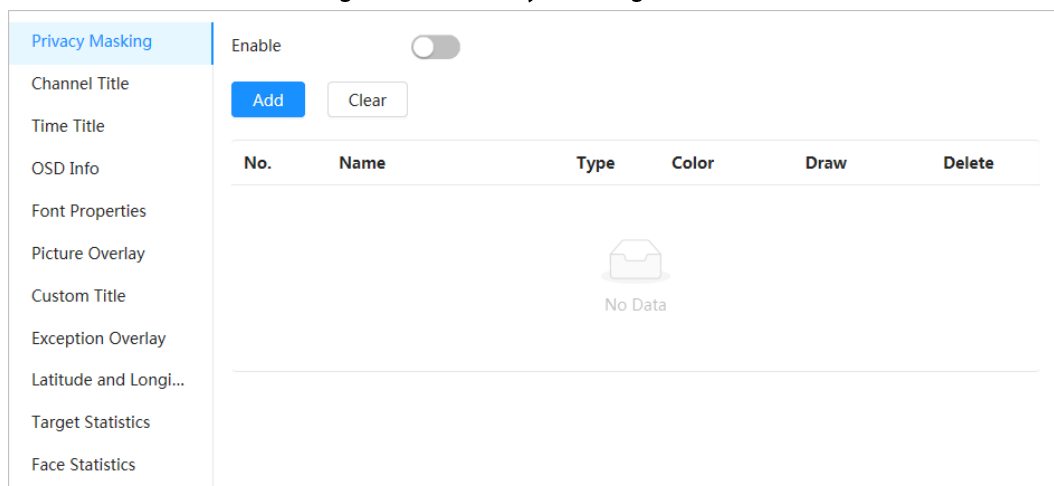 Privacy Masking
Channel Title
Time Title
OSD Info
Font Properties
Picture Overlay
Custom Title
Exception Overlay
Latitude and Longi...
Target Statistics
Face Statistics
Enable
Add Clear
No. Name Type Color Draw Delete
No Data